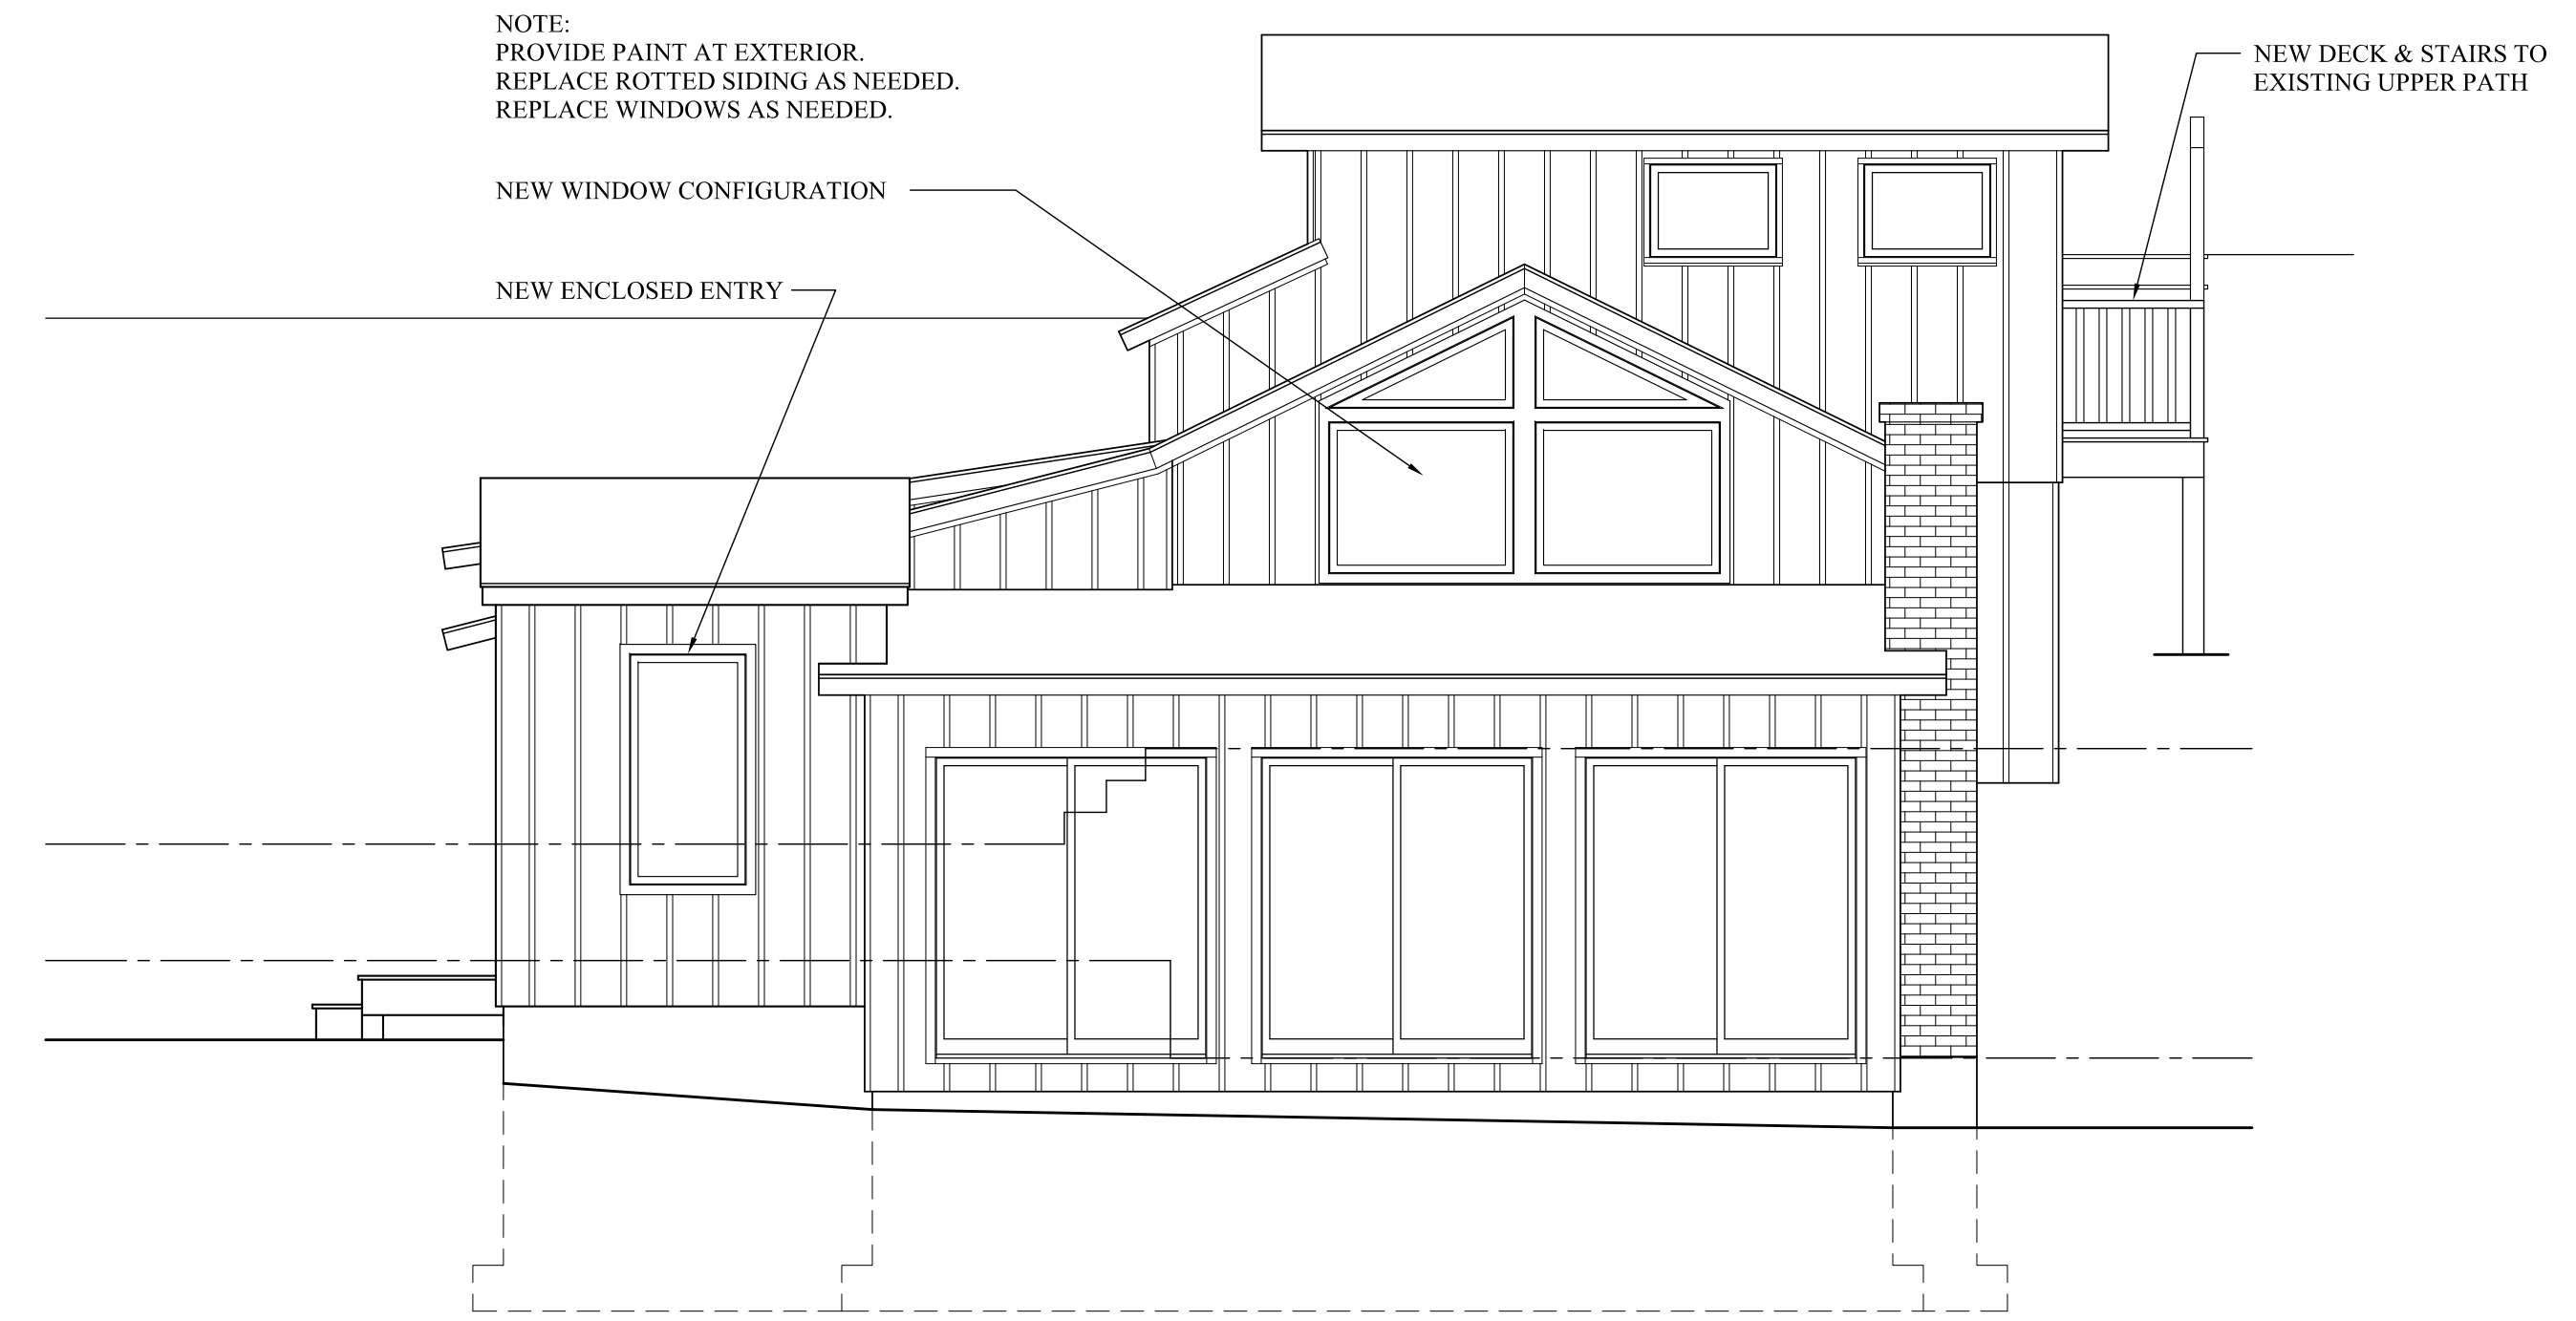 NOTE:
PROVIDE PAINT AT EXTERIOR.
REPLACE ROTTED SIDING AS NEEDED.
REPLACE WINDOWS AS NEEDED.
NEW WINDOW CONFIGURATION
NEW ENCLOSED ENTRY
NEW DECK & STAIRS TO
EXISTING UPPER PATH